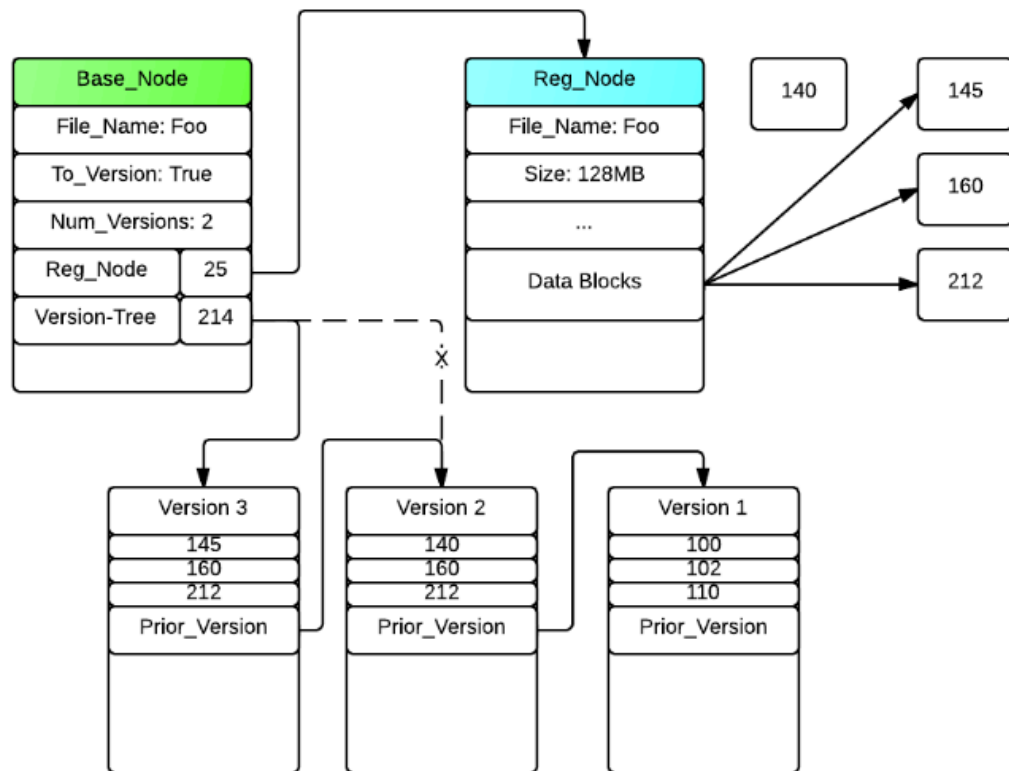 Base_Node
File_Name: Foo
To_Version: True
Num_Versions: 2
Reg_Node 25
Version-Tree 214
Reg_Node
File_Name: Foo
Size: 128MB
...
Data Blocks
140
145
160
212
X
Version 3
145
160
212
Prior_Version
Version 2
140
160
212
Prior_Version
Version 1
100
102
110
Prior_Version